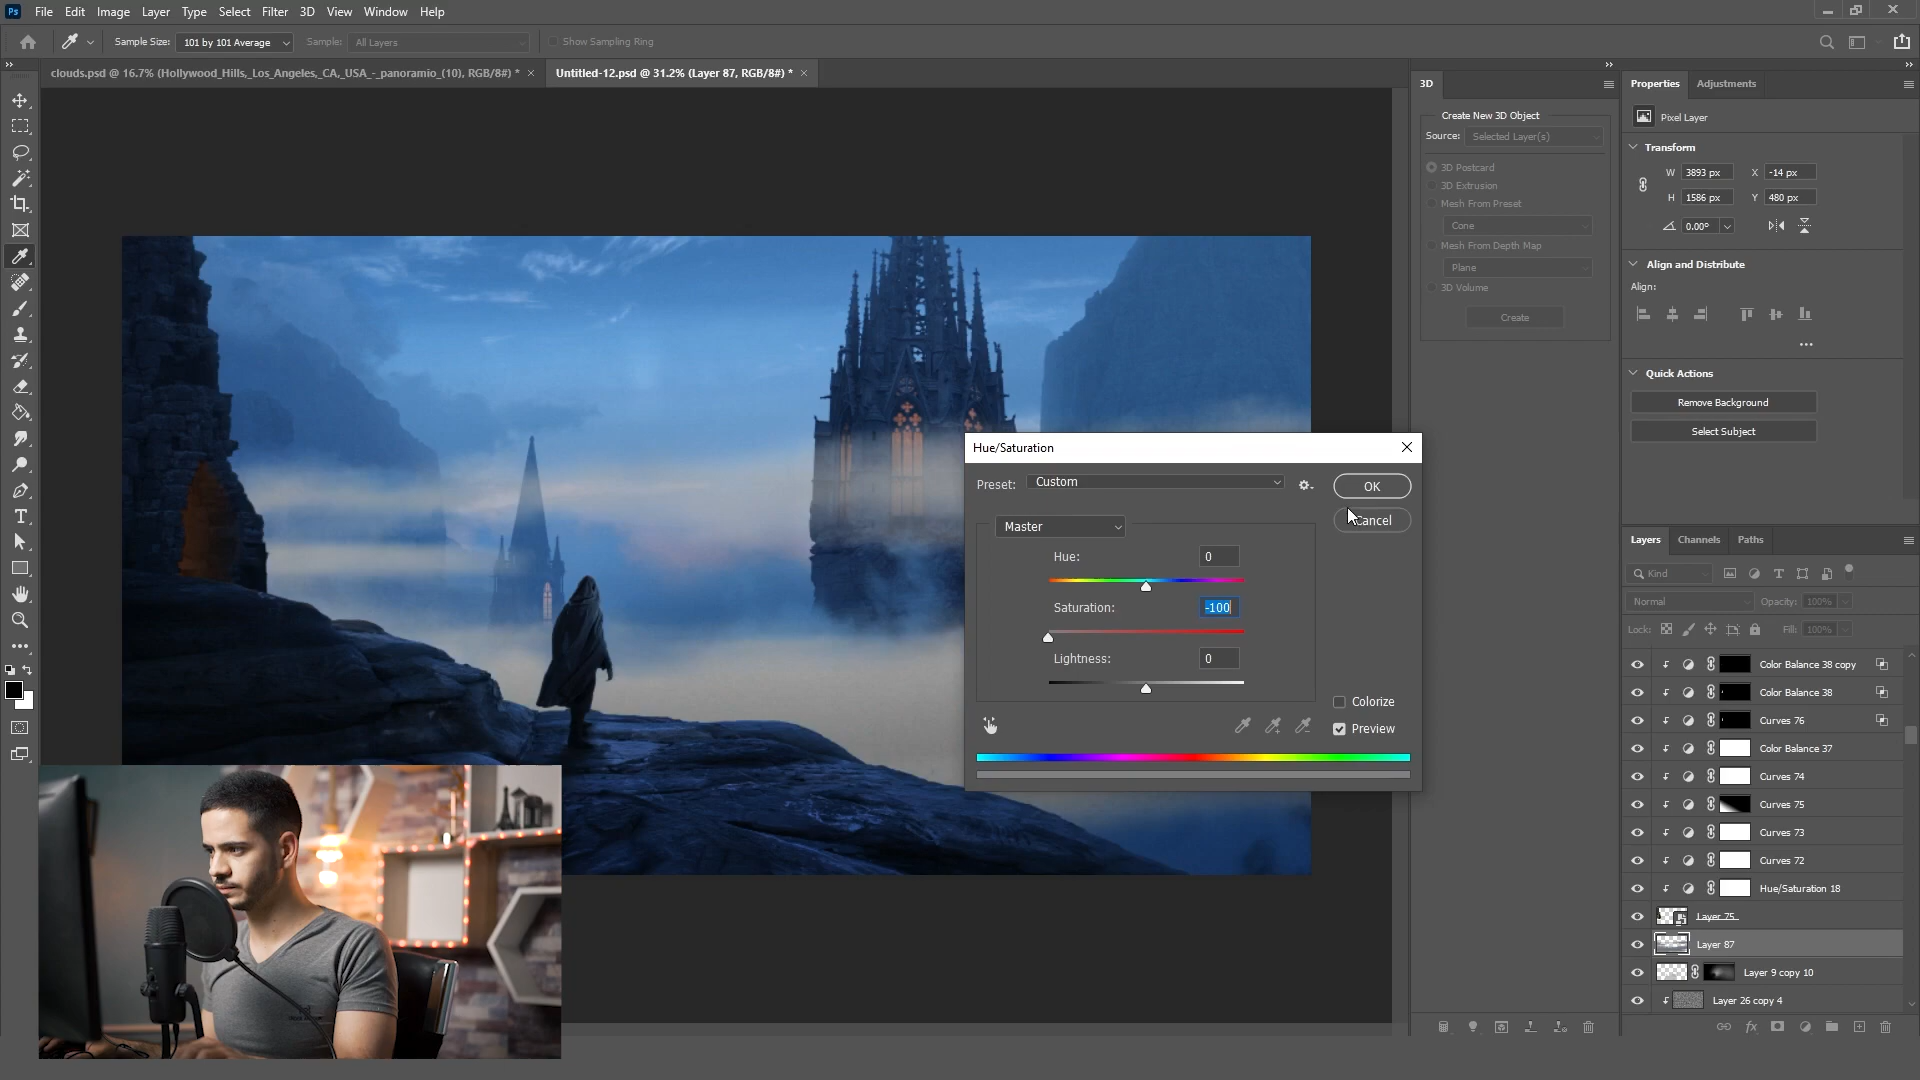 Ps File Edit Image Layer Type Select Filter 3D View Window Help
Sample Size: 101 by 101 Average Sample: All Layers Show Sampling Ring
clouds.psd @ 16.7% (Hollywood_Hills,_Los_Angeles,_CA,_USA_-_panoramio_(10), RGB/8#) * ×
Untitled-12.psd @ 31.2% (Layer 87, RGB/8#) * ×
3D
Create New 3D Object
Source: Selected Layer(s)
3D Postcard
3D Extrusion
Mesh From Preset
Cone
Mesh From Depth Map
Plane
3D Volume
Create
Properties Adjustments
Pixel Layer
Transform
W 3893 px X -14 px
H 1586 px Y 480 px
0.00°
Align and Distribute
Align:
Quick Actions
Remove Background
Select Subject
Hue/Saturation
Preset: Custom
OK
Cancel
Master
Hue: 0
Saturation: -100
Lightness: 0
Colorize
Preview
Layers Channels Paths
Kind
Normal Opacity: 100%
Lock: Fill: 100%
Color Balance 38 copy
Color Balance 38
Curves 76
Color Balance 37
Curves 74
Curves 75
Curves 73
Curves 72
Hue/Saturation 18
Layer 75
Layer 87
Layer 9 copy 10
Layer 26 copy 4
fx